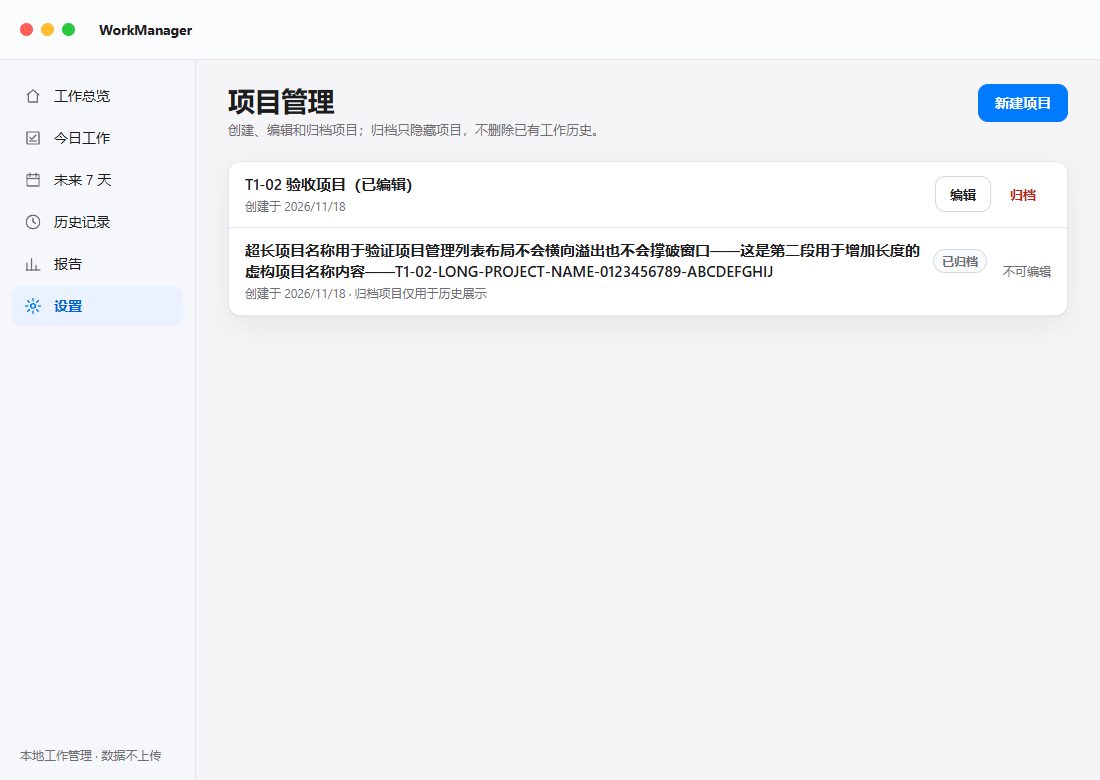 WorkManager
工作总览
今日工作
未来 7 天
历史记录
报告
设置
本地工作管理 · 数据不上传
项目管理
创建、编辑和归档项目；归档只隐藏项目，不删除已有工作历史。
新建项目
T1-02 验收项目（已编辑）
创建于 2026/11/18
编辑
归档
超长项目名称用于验证项目管理列表布局不会横向溢出也不会撑破窗口——这是第二段用于增加长度的
虚构项目名称内容——T1-02-LONG-PROJECT-NAME-0123456789-ABCDEFGHIJ
创建于 2026/11/18 · 归档项目仅用于历史展示
已归档
不可编辑